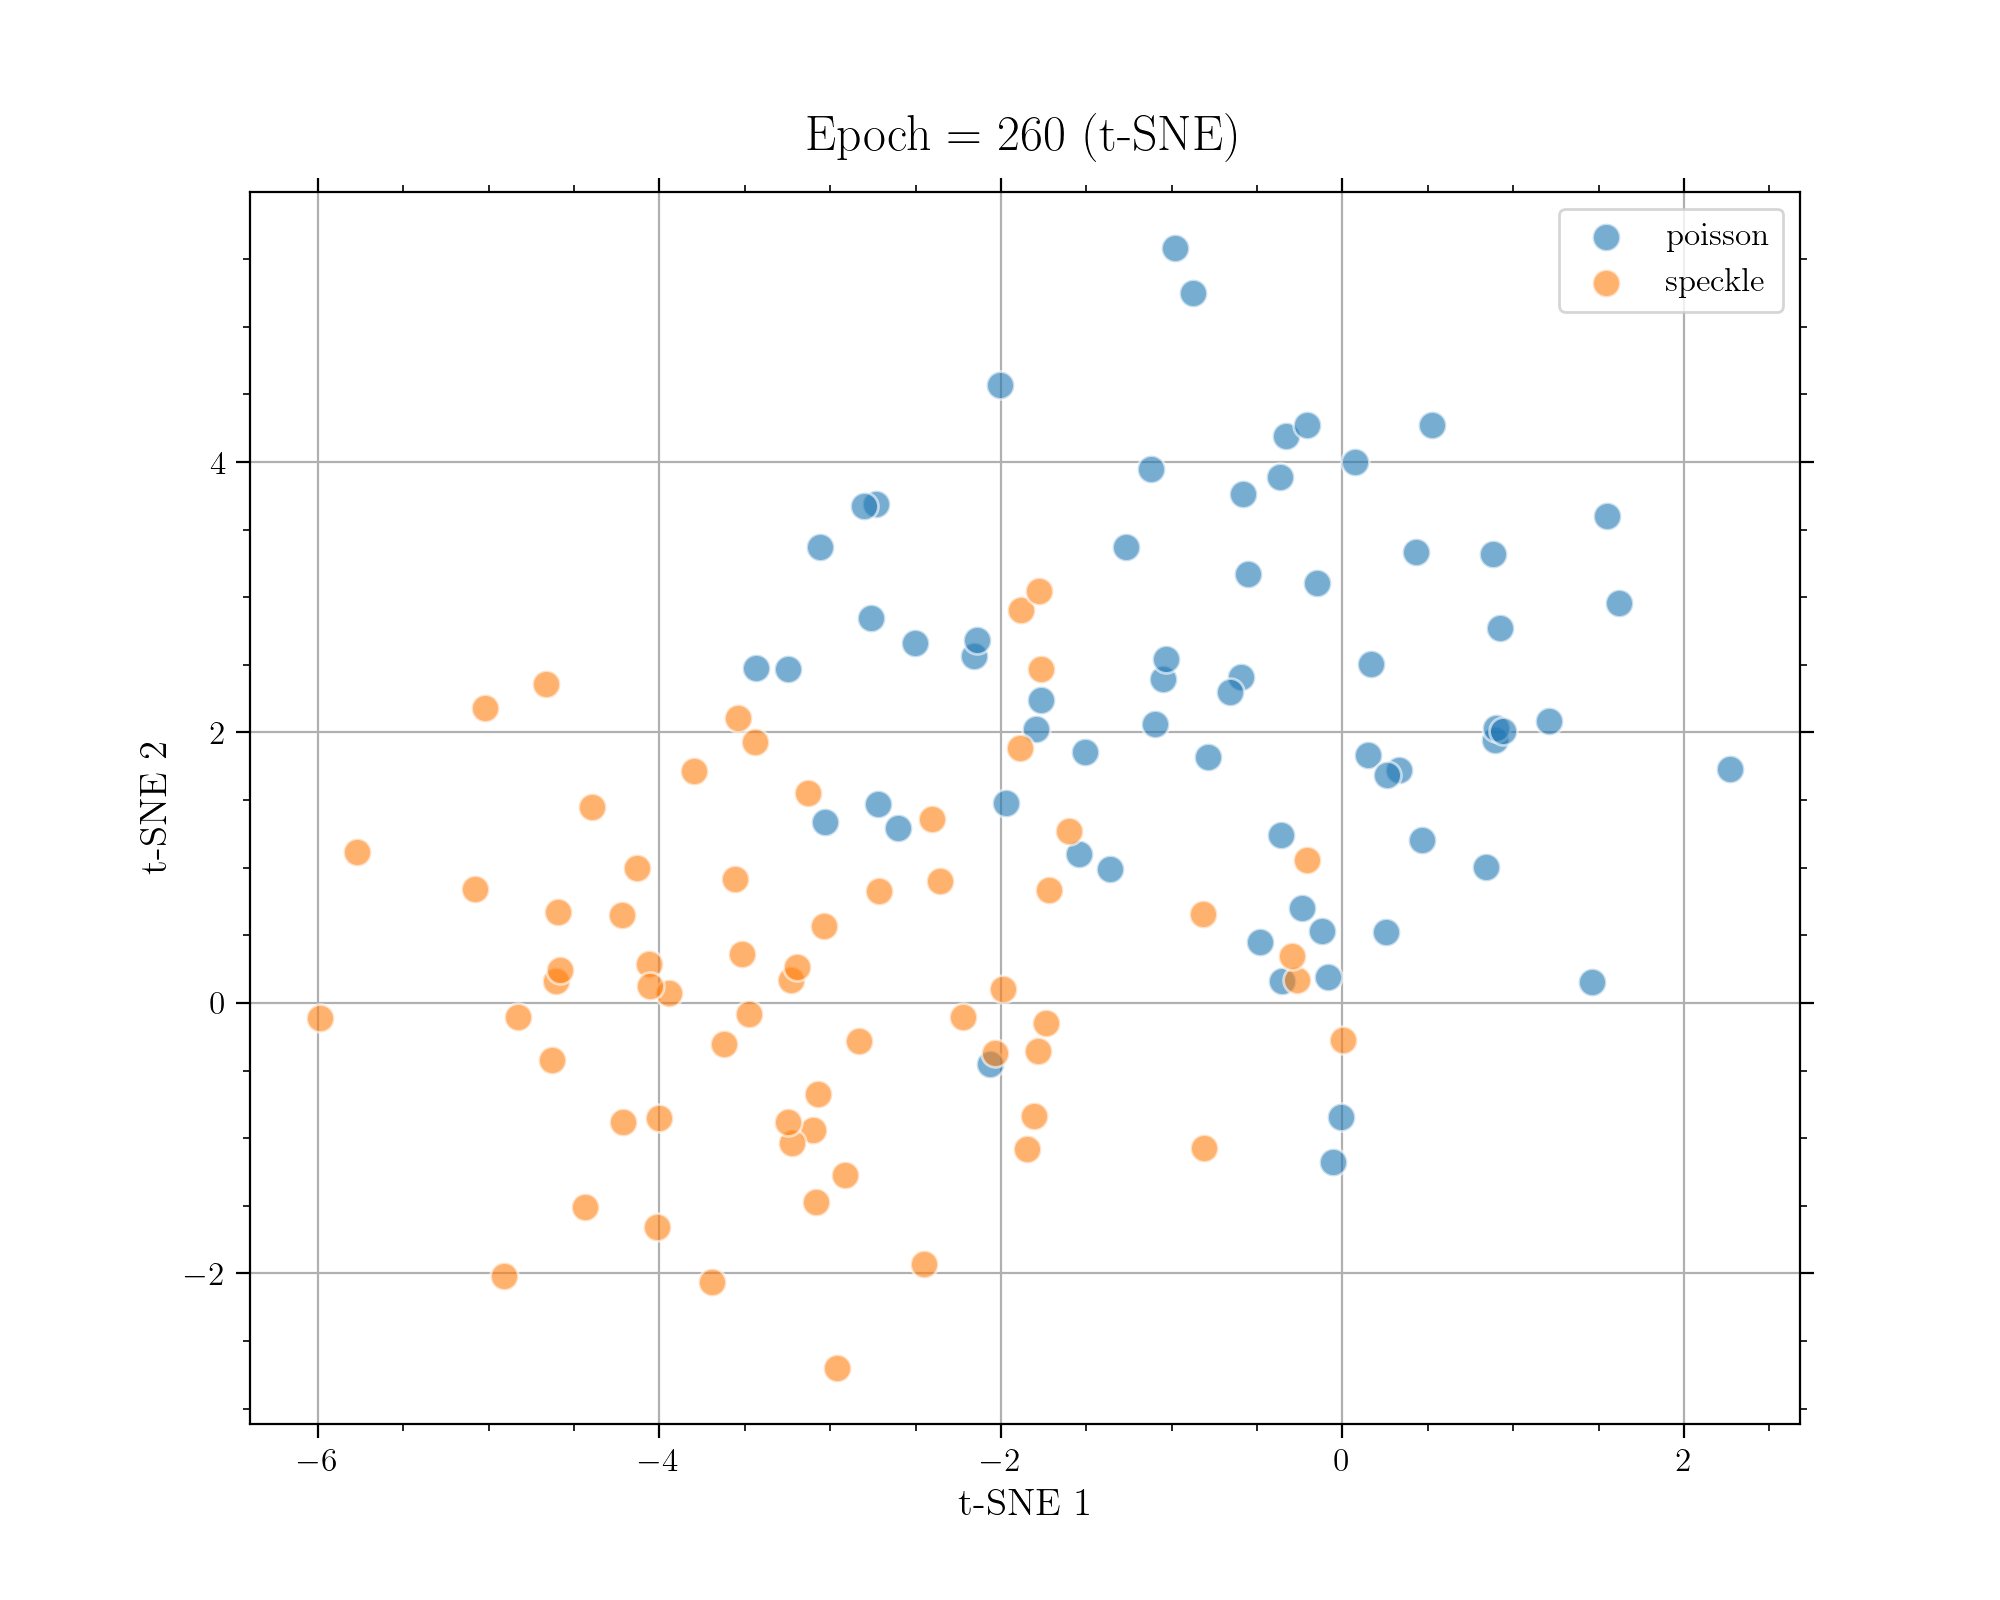 Epoch = 260 (t-SNE)
poisson
speckle
4
2
0
−2
t-SNE 2
−6
−4
−2
0
2
t-SNE 1